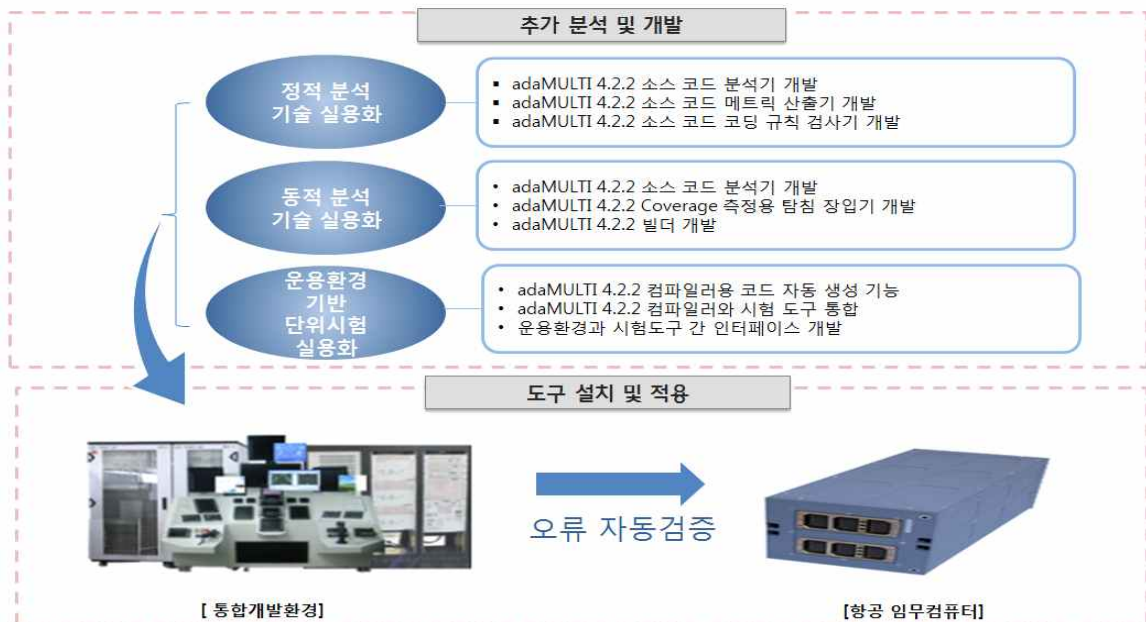 추가 분석 및 개발
정적 분석
기술 실용화
▪ adaMULTI 4.2.2 소스 코드 분석기 개발
▪ adaMULTI 4.2.2 소스 코드 메트릭 산출기 개발
▪ adaMULTI 4.2.2 소스 코드 코딩 규칙 검사기 개발
동적 분석
기술 실용화
• adaMULTI 4.2.2 소스 코드 분석기 개발
• adaMULTI 4.2.2 Coverage 측정용 탐침 장입기 개발
• adaMULTI 4.2.2 빌더 개발
운용환경
기반
단위시험
실용화
• adaMULTI 4.2.2 컴파일러용 코드 자동 생성 기능
• adaMULTI 4.2.2 컴파일러와 시험 도구 통합
• 운용환경과 시험도구 간 인터페이스 개발
도구 설치 및 적용
오류 자동검증
[ 통합개발환경]
[항공 임무컴퓨터]